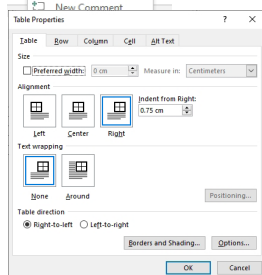 New Comment
Table Properties ? ×
Table Row Column Cell Alt Text
Size
Preferred width: 0 cm Measure in: Centimeters
Alignment
Indent from Right:
0.75 cm
Left Center Right
Text wrapping
None Around Positioning...
Table direction
Right-to-left Left-to-right
Borders and Shading... Options...
OK Cancel